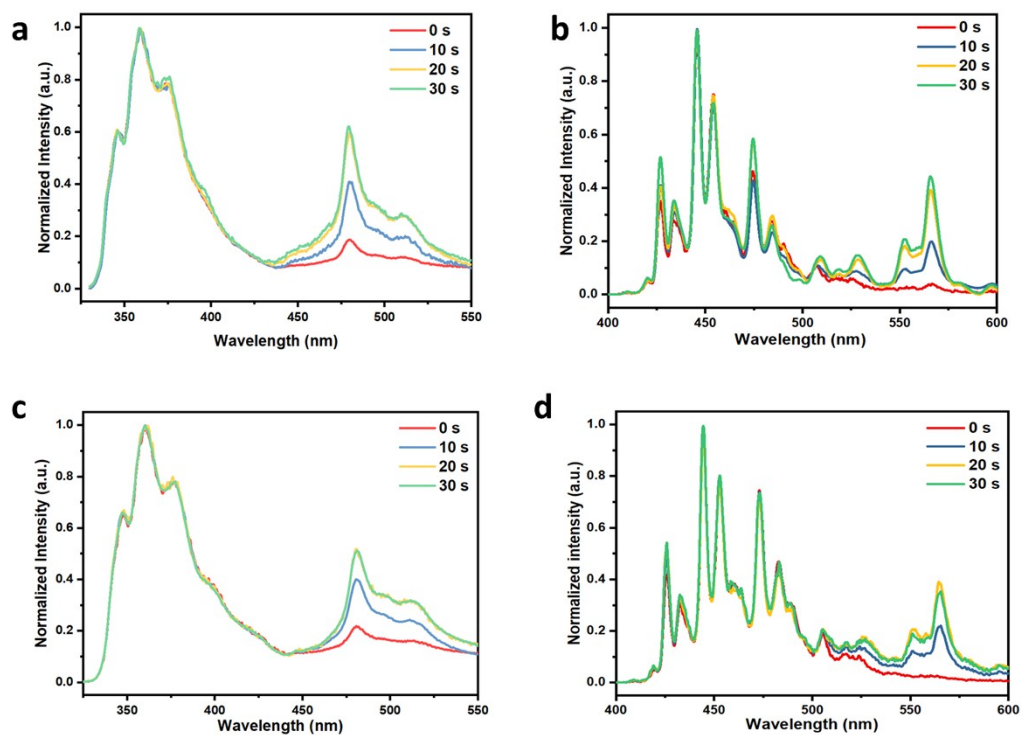 a
Normalized Intensity (a.u.)
1.0
0.8
0.6
0.4
0.2
0.0
350
400
450
500
550
Wavelength (nm)
0 s
10 s
20 s
30 s
b
Normalized Intensity (a.u.)
1.0
0.8
0.6
0.4
0.2
0.0
400
450
500
550
600
Wavelength (nm)
0 s
10 s
20 s
30 s
c
Normalized Intensity (a.u.)
1.0
0.8
0.6
0.4
0.2
0.0
350
400
450
500
550
Wavelength (nm)
0 s
10 s
20 s
30 s
d
Normalized intensity (a.u.)
1.0
0.8
0.6
0.4
0.2
0.0
400
450
500
550
600
Wavelength (nm)
0 s
10 s
20 s
30 s